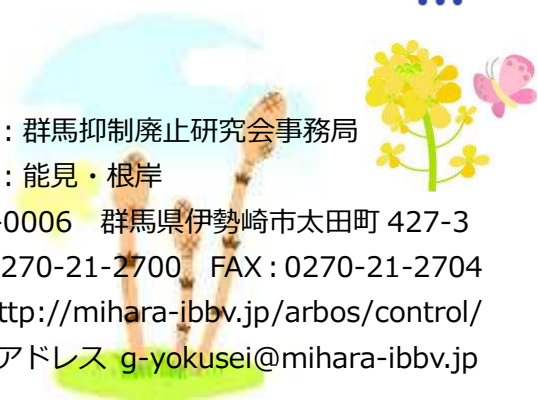 ：群馬抑制廃止研究会事務局
：能見・根岸
-0006　群馬県伊勢崎市太田町 427-3
270-21-2700　FAX：0270-21-2704
ttp://mihara-ibbv.jp/arbos/control/
アドレス g-yokusei@mihara-ibbv.jp